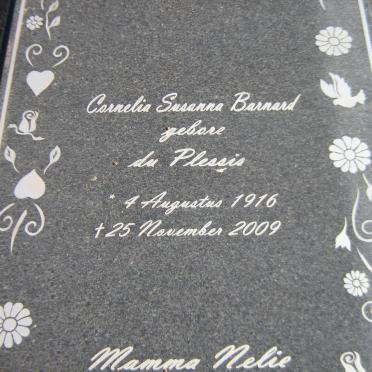 Cornelia Susanna Barnard
gebore
du Plessis
* 4 Augustus 1916
† 25 November 2009
Mamma Nelie